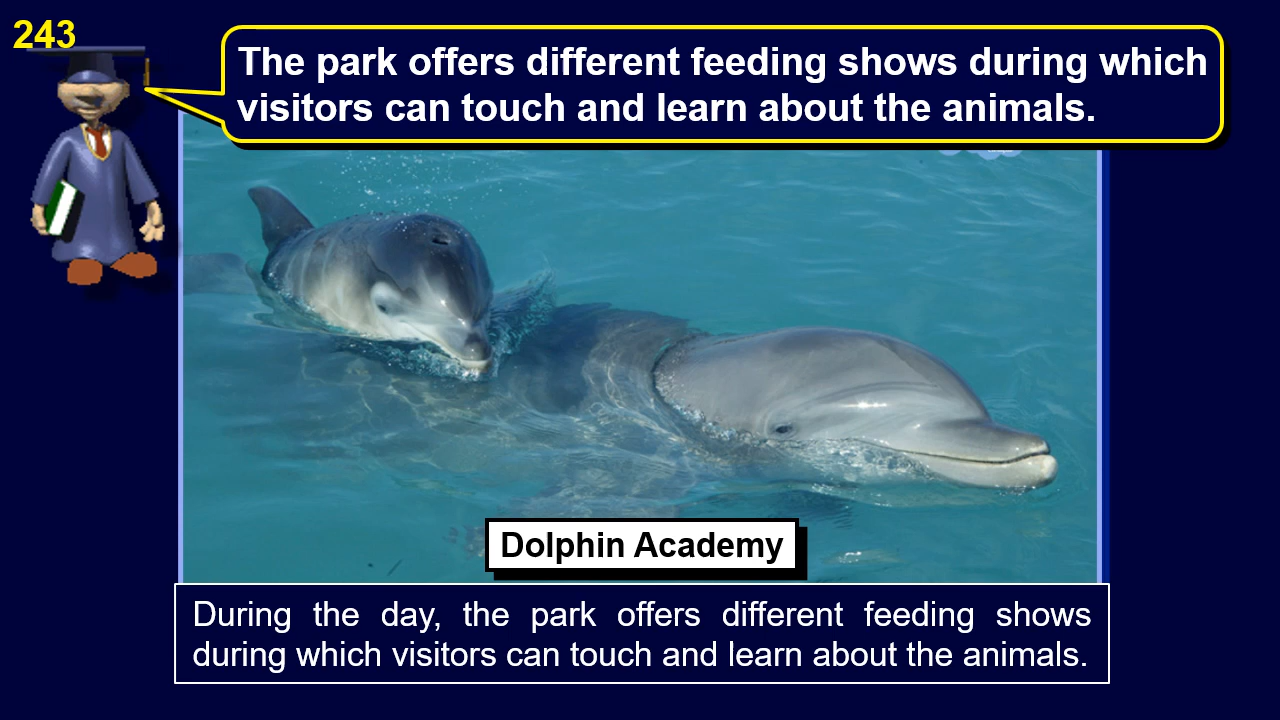 243
The park offers different feeding shows during which
visitors can touch and learn about the animals.
Dolphin Academy
During the day, the park offers different feeding shows
during which visitors can touch and learn about the animals.